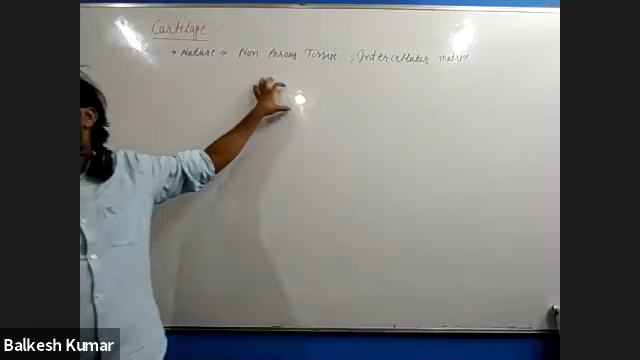 Cartilage
* Nature → Non Porous Tissue , Intercellular matrix
Balkesh Kumar